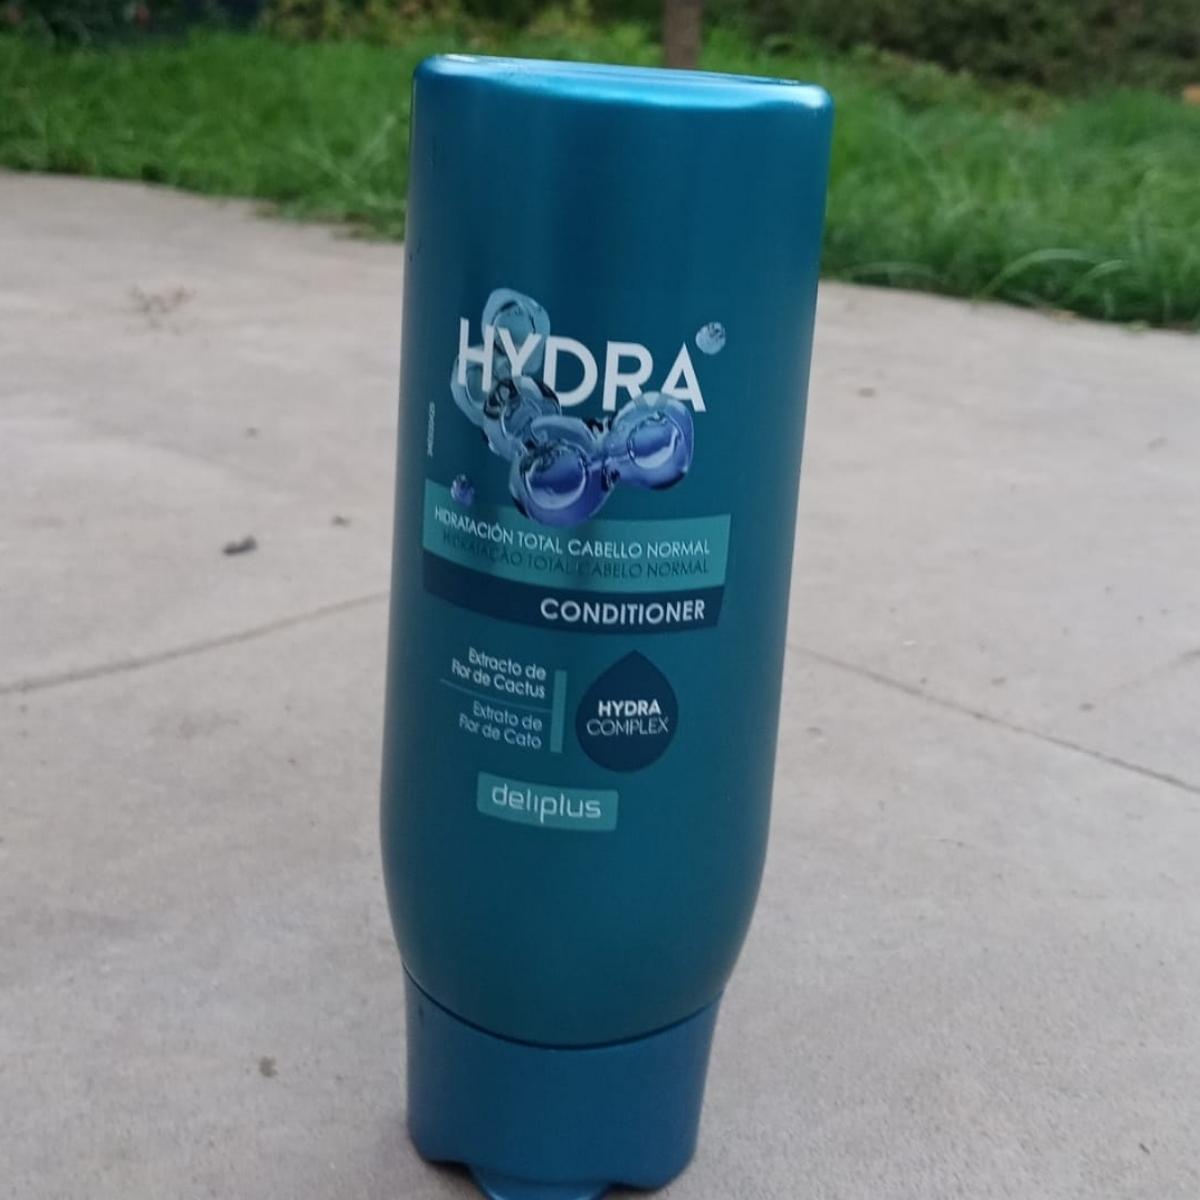 HYDRA
HIDRATACIÓN TOTAL CABELLO NORMAL
HIDRATAÇÃO TOTAL CABELO NORMAL
CONDITIONER
Extracto de
Flor de Cactus
Extrato de
Flor de Cato
HYDRA
COMPLEX
deliplus